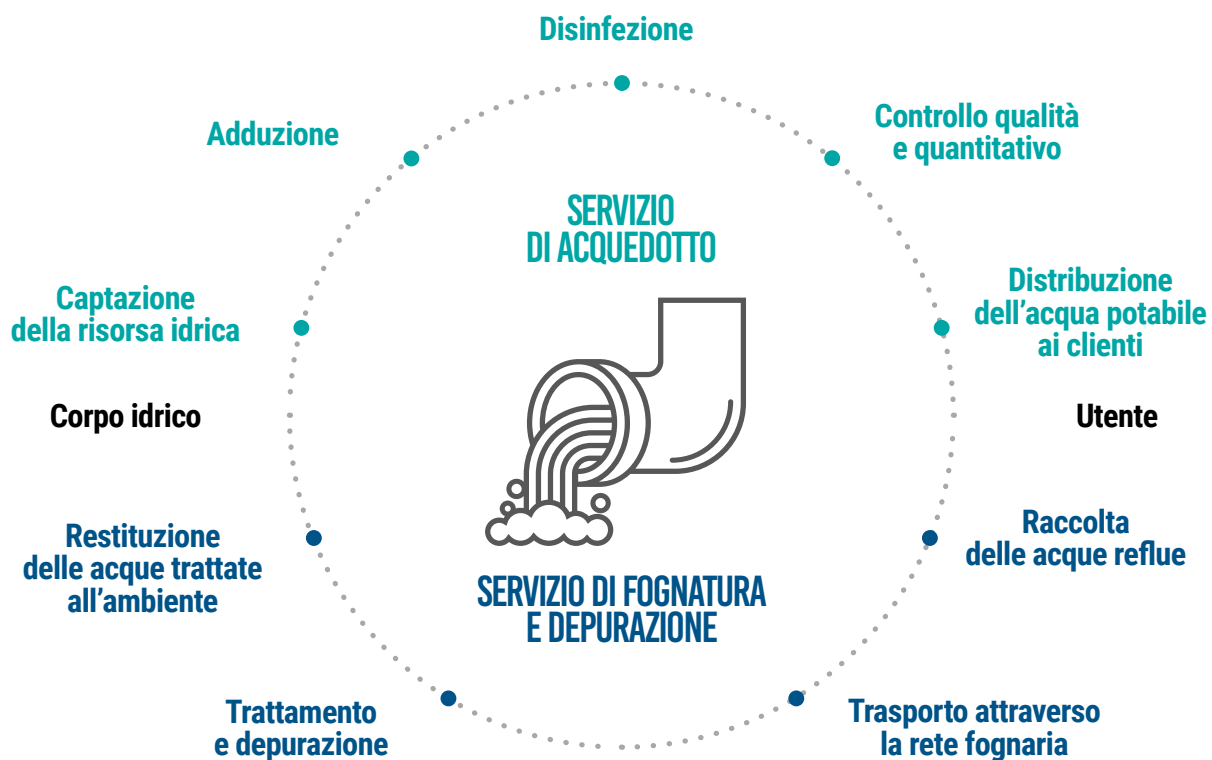 Disinfezione
Adduzione
Controllo qualità
e quantitativo
SERVIZIO
DI ACQUEDOTTO
Captazione
della risorsa idrica
Distribuzione
dell'acqua potabile
ai clienti
Corpo idrico
Utente
Restituzione
delle acque trattate
all'ambiente
Raccolta
delle acque reflue
SERVIZIO DI FOGNATURA
E DEPURAZIONE
Trattamento
e depurazione
Trasporto attraverso
la rete fognaria